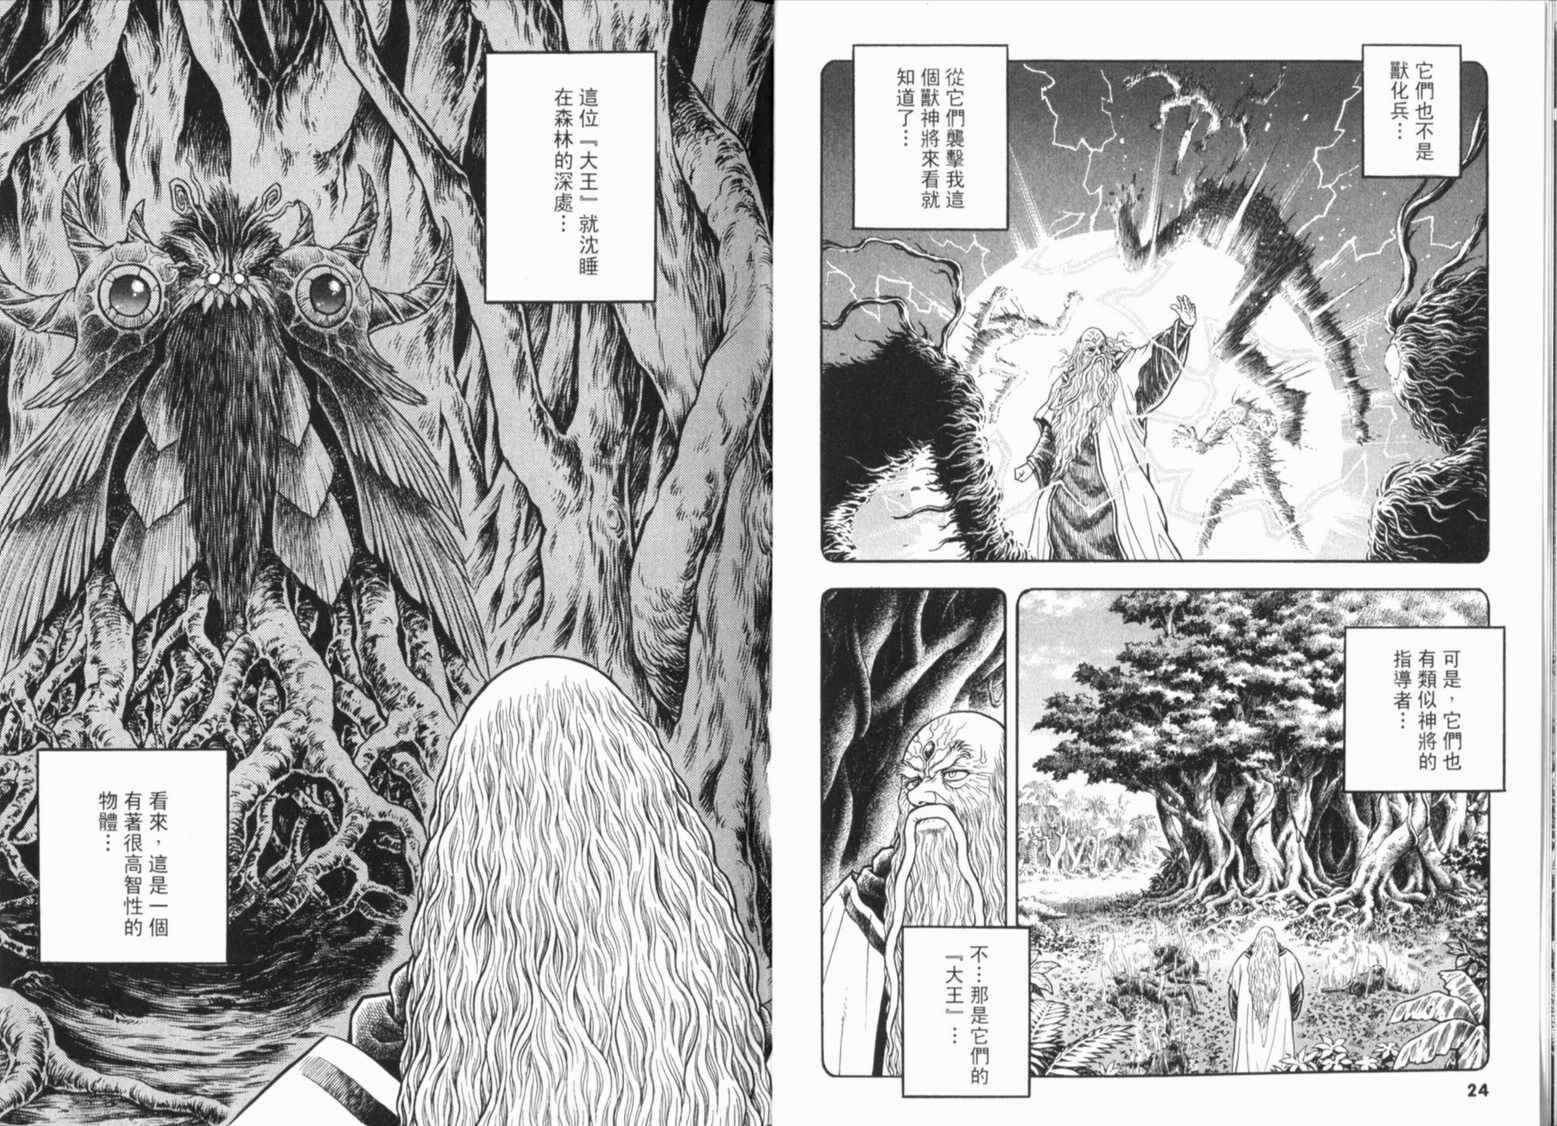 它們也不是
獸化兵…
從它們襲擊我這
個獸神將來看就
知道了…
可是，它們也
有類似神將的
指導者…
不…那是它們的
『大王』…
24
這位『大王』就沈睡
在森林的深處…
看來，這是一個
有著很高智性的
物體…